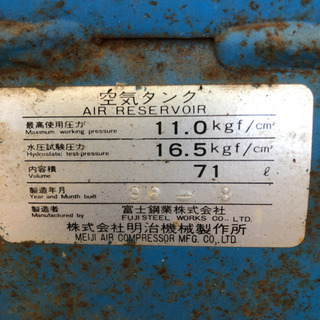 空気タンク
AIR RESERVOIR
最高使用圧力 11.0 kgf/cm²
Maximum working pressure
水圧試験圧力 16.5 kgf/cm²
Hydrostatic test-pressure
内容積 71 ℓ
Volume
製造年月
Year and Month built
製造者 富士鋼業株式会社
Manufactured by FUJI STEEL WORKS CO., LTD.
株式会社明治機械製作所
MEIJI AIR COMPRESSOR MFG. CO., LTD.